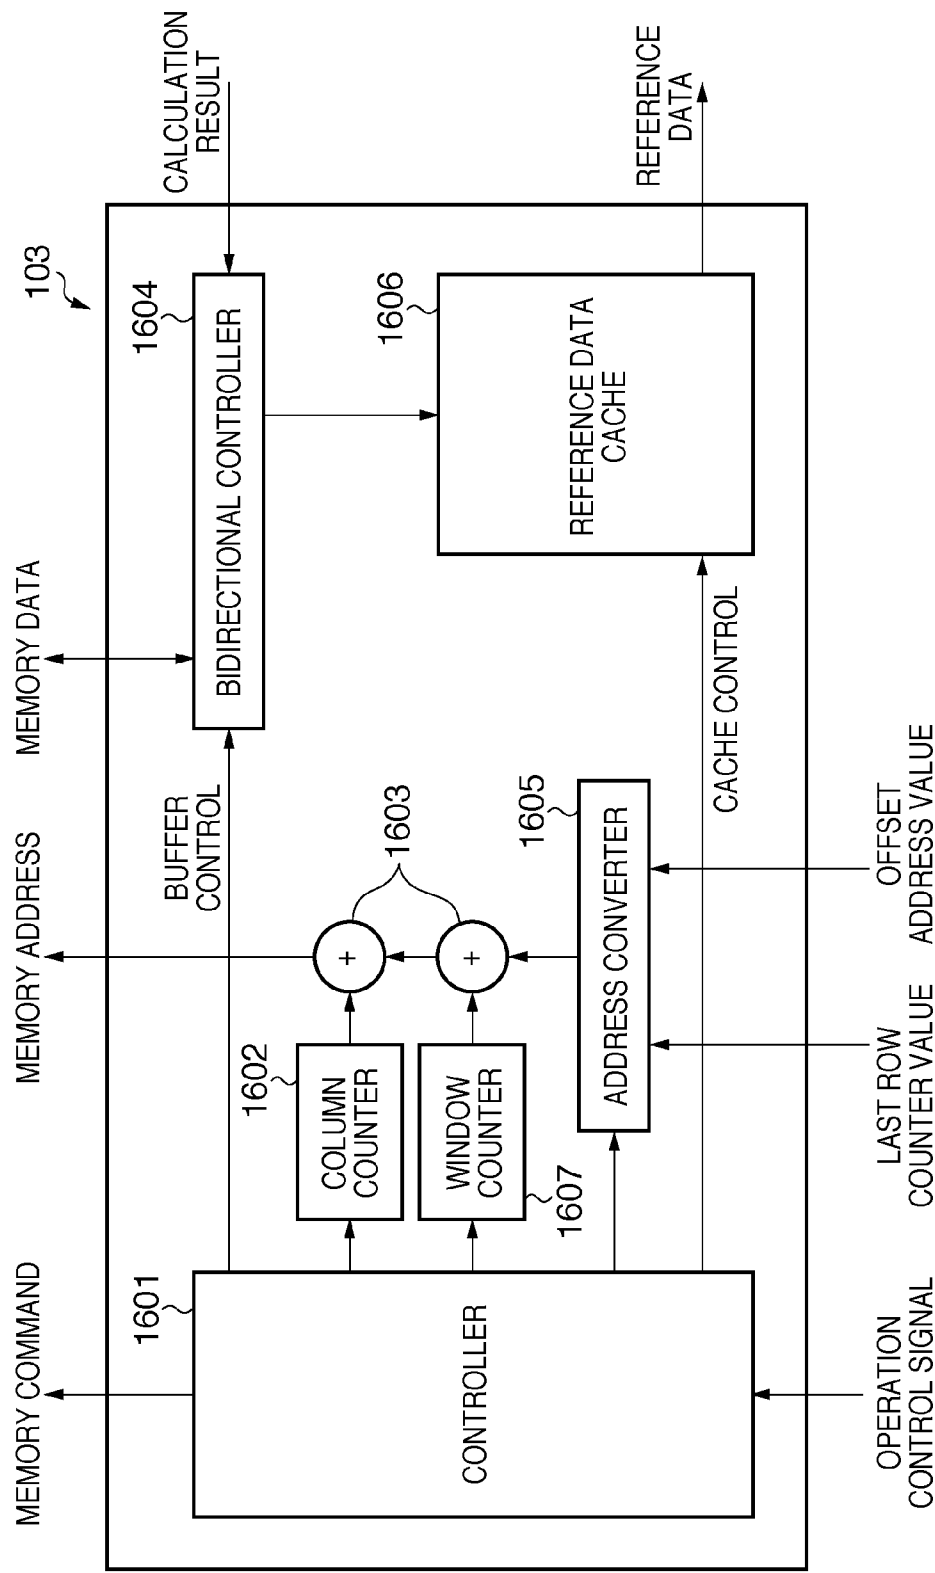 MEMORY COMMAND
MEMORY ADDRESS
MEMORY DATA
103
1601
CONTROLLER
BUFFER
CONTROL
1604
BIDIRECTIONAL CONTROLLER
CALCULATION
RESULT
1602
COLUMN
COUNTER
1603
+
+
WINDOW
COUNTER
1607
1605
ADDRESS CONVERTER
1606
REFERENCE DATA
CACHE
REFERENCE
DATA
CACHE CONTROL
OPERATION
CONTROL SIGNAL
LAST ROW
COUNTER VALUE
OFFSET
ADDRESS VALUE